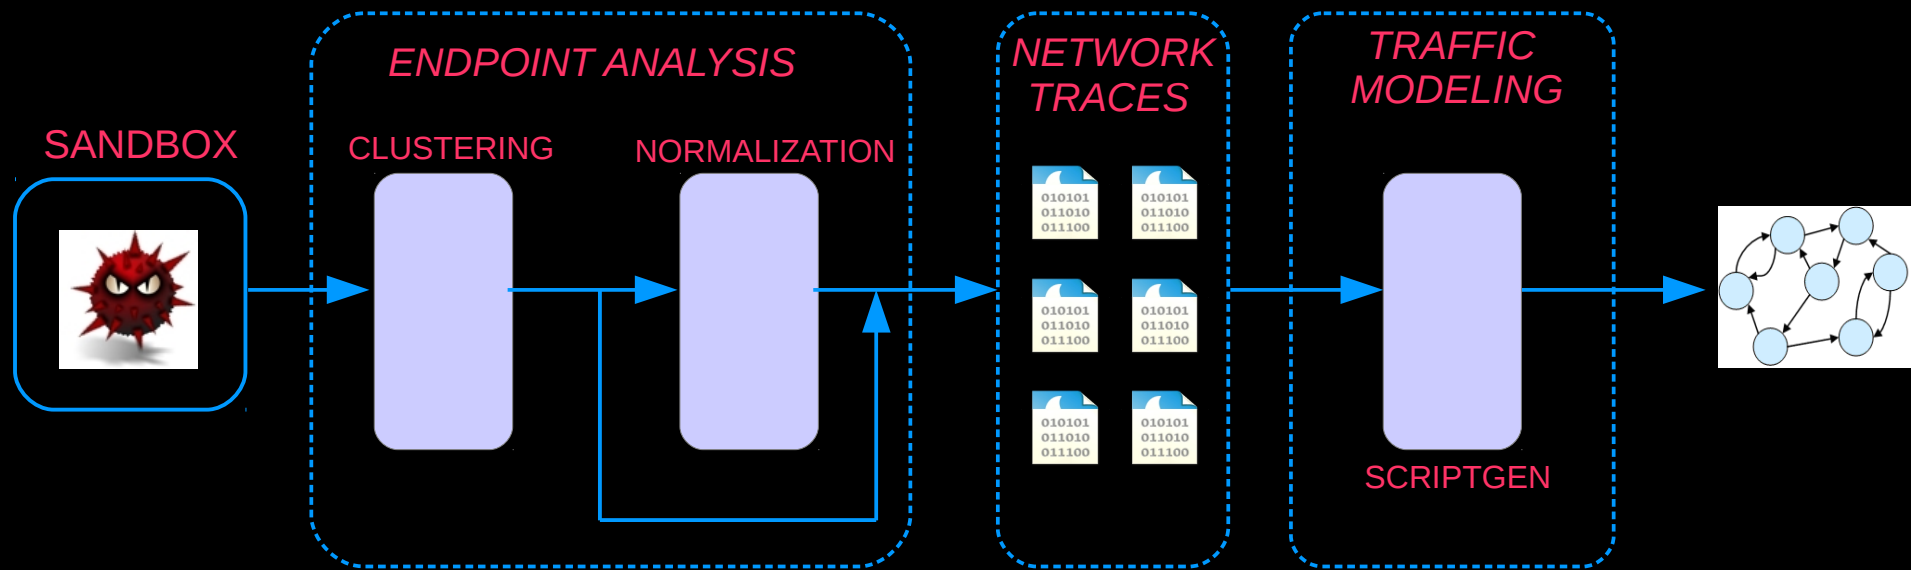 SANDBOX
ENDPOINT ANALYSIS
CLUSTERING
NORMALIZATION
NETWORK
TRACES
010101
011010
011100
010101
011010
011100
010101
011010
011100
010101
011010
011100
010101
011010
011100
010101
011010
011100
TRAFFIC
MODELING
SCRIPTGEN